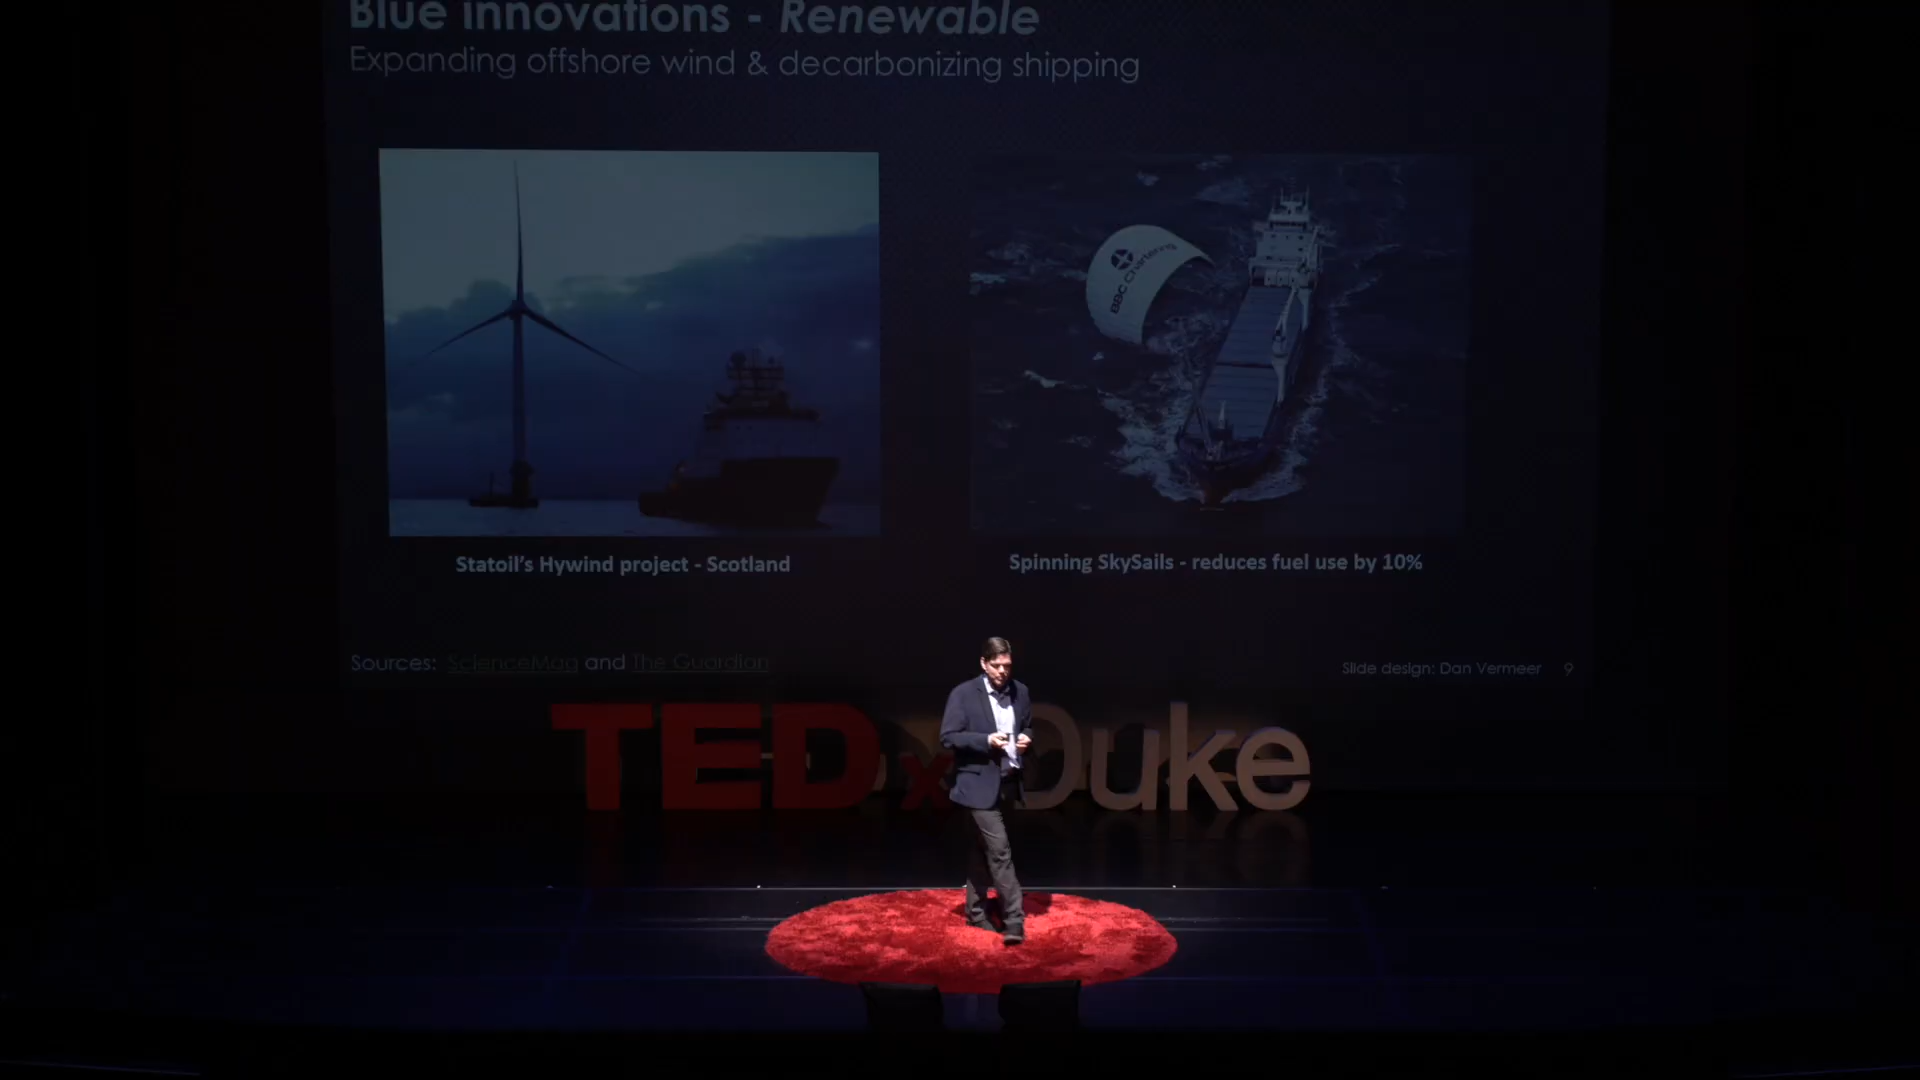 Blue innovations - Renewable
Expanding offshore wind & decarbonizing shipping
BBC Chartering
Statoil's Hywind project - Scotland
Spinning SkySails - reduces fuel use by 10%
Sources: ScienceMag and The Guardian
Slide design: Dan Vermeer 9
TEDxDuke